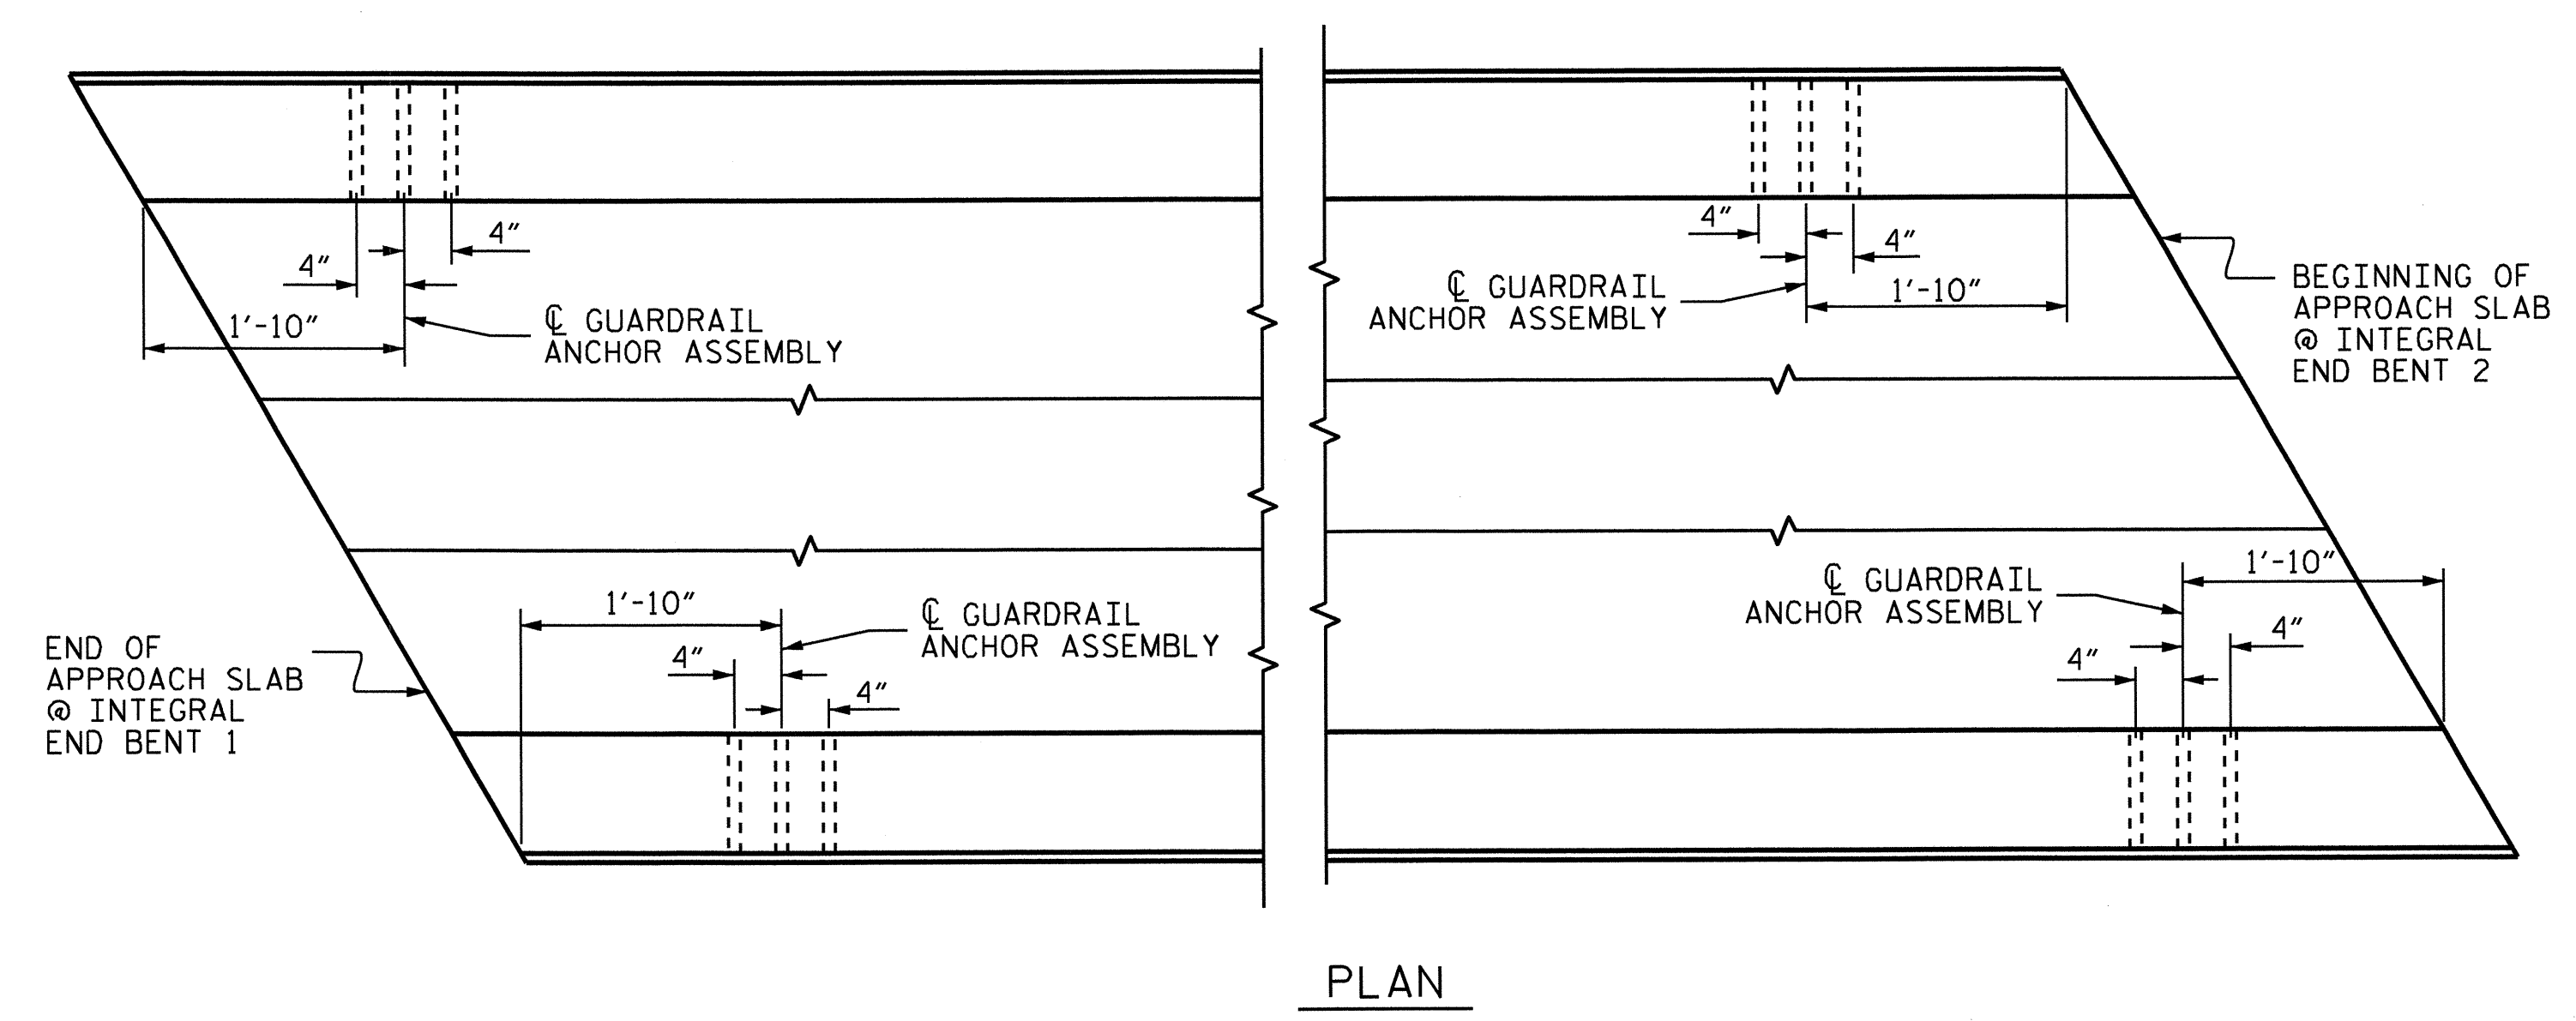 4"
4"
1'-10"
℄ GUARDRAIL
ANCHOR ASSEMBLY
4"
4"
1'-10"
℄ GUARDRAIL
ANCHOR ASSEMBLY
BEGINNING OF
APPROACH SLAB
@ INTEGRAL
END BENT 2
END OF
APPROACH SLAB
@ INTEGRAL
END BENT 1
1'-10"
4"
4"
℄ GUARDRAIL
ANCHOR ASSEMBLY
℄ GUARDRAIL
ANCHOR ASSEMBLY
1'-10"
4"
4"
PLAN